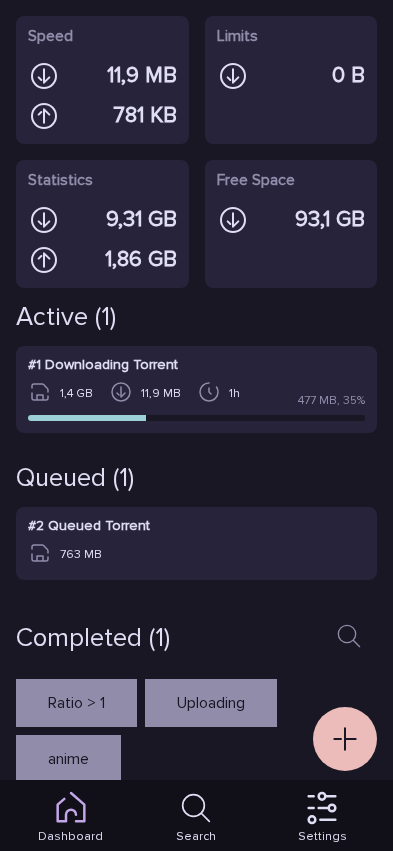 Speed
11,9 MB
781 KB
Limits
0 B
Statistics
9,31 GB
1,86 GB
Free Space
93,1 GB
Active (1)
#1 Downloading Torrent
1,4 GB 11,9 MB 1h 477 MB, 35%
Queued (1)
#2 Queued Torrent
763 MB
Completed (1)
Ratio > 1 Uploading
anime
Dashboard Search Settings